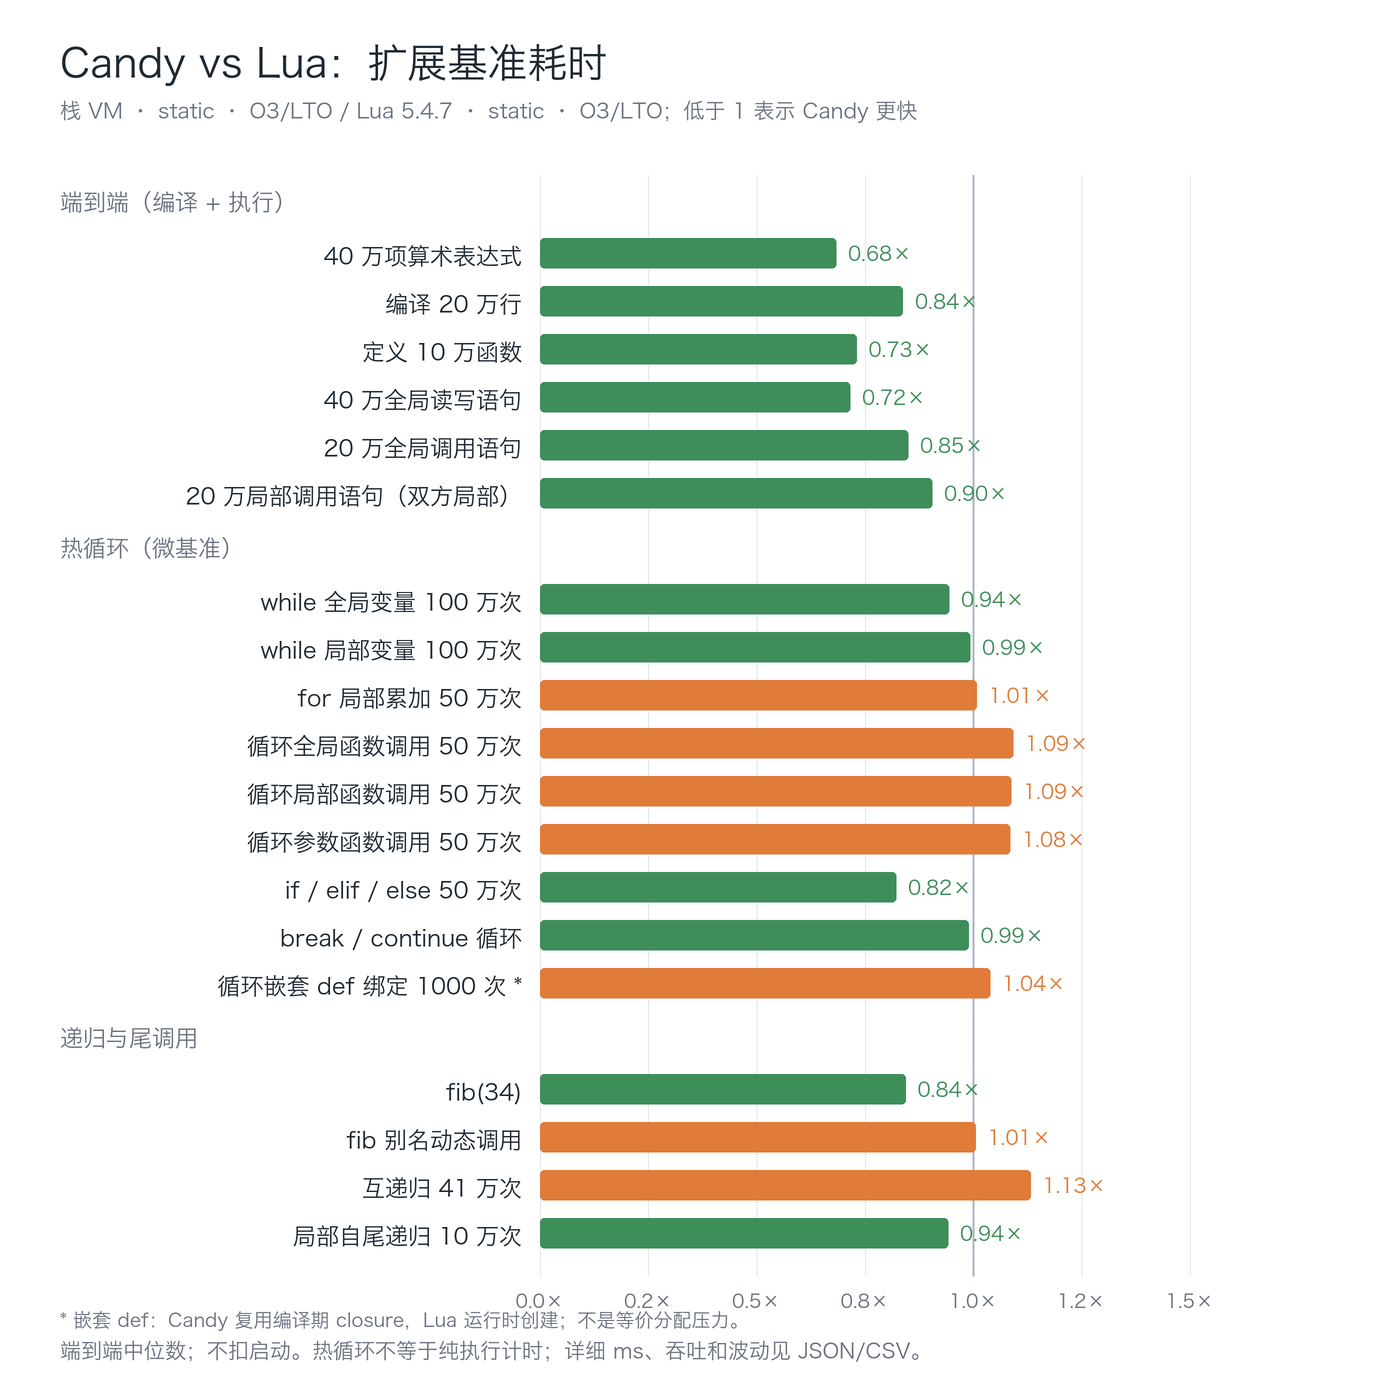 Candy vs Lua：扩展基准耗时
栈 VM · static · O3/LTO / Lua 5.4.7 · static · O3/LTO；低于 1 表示 Candy 更快
端到端（编译 + 执行）
40 万项算术表达式 0.68×
编译 20 万行 0.84×
定义 10 万函数 0.73×
40 万全局读写语句 0.72×
20 万全局调用语句 0.85×
20 万局部调用语句（双方局部） 0.90×
热循环（微基准）
while 全局变量 100 万次 0.94×
while 局部变量 100 万次 0.99×
for 局部累加 50 万次 1.01×
循环全局函数调用 50 万次 1.09×
循环局部函数调用 50 万次 1.09×
循环参数函数调用 50 万次 1.08×
if / elif / else 50 万次 0.82×
break / continue 循环 0.99×
循环嵌套 def 绑定 1000 次 * 1.04×
递归与尾调用
fib(34) 0.84×
fib 别名动态调用 1.01×
互递归 41 万次 1.13×
局部自尾递归 10 万次 0.94×
0.0× 0.2× 0.5× 0.8× 1.0× 1.2× 1.5×
* 嵌套 def：Candy 复用编译期 closure，Lua 运行时创建；不是等价分配压力。
端到端中位数；不扣启动。热循环不等于纯执行计时；详细 ms、吞吐和波动见 JSON/CSV。